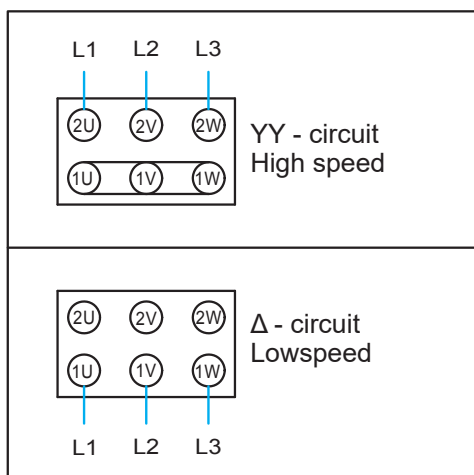 L1 L2 L3
2U 2V 2W
1U 1V 1W
YY - circuit
High speed
2U 2V 2W
1U 1V 1W
L1 L2 L3
Δ - circuit
Lowspeed